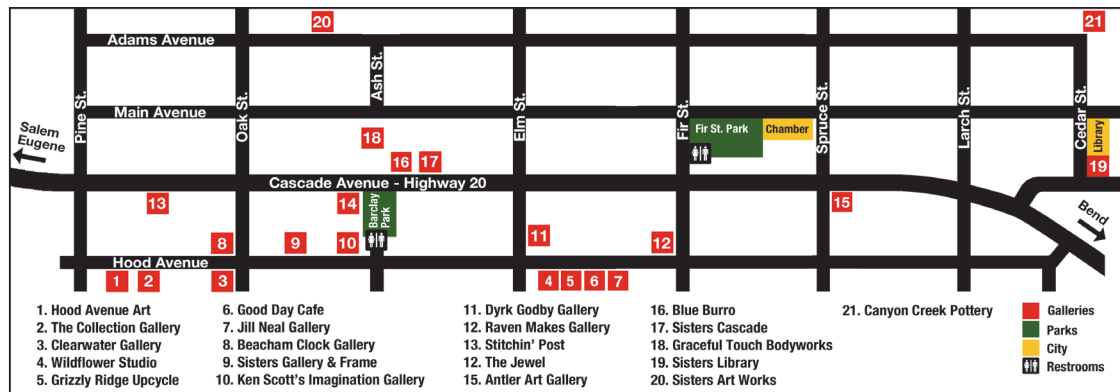 20
21
Adams Avenue
Pine St.
Oak St.
Ash St.
Elm St.
Fir St.
Spruce St.
Larch St.
Cedar St.
Main Avenue
Salem
Eugene
18
16
17
Fir St. Park
Chamber
Library
19
Cascade Avenue - Highway 20
13
14
Barclay
Park
15
Bend
8
9
10
11
12
Hood Avenue
1
2
3
4
5
6
7
1. Hood Avenue Art
2. The Collection Gallery
3. Clearwater Gallery
4. Wildflower Studio
5. Grizzly Ridge Upcycle
6. Good Day Cafe
7. Jill Neal Gallery
8. Beacham Clock Gallery
9. Sisters Gallery & Frame
10. Ken Scott's Imagination Gallery
11. Dyrk Godby Gallery
12. Raven Makes Gallery
13. Stitchin' Post
12. The Jewel
15. Antler Art Gallery
16. Blue Burro
17. Sisters Cascade
18. Graceful Touch Bodyworks
19. Sisters Library
20. Sisters Art Works
21. Canyon Creek Pottery
Galleries
Parks
City
Restrooms